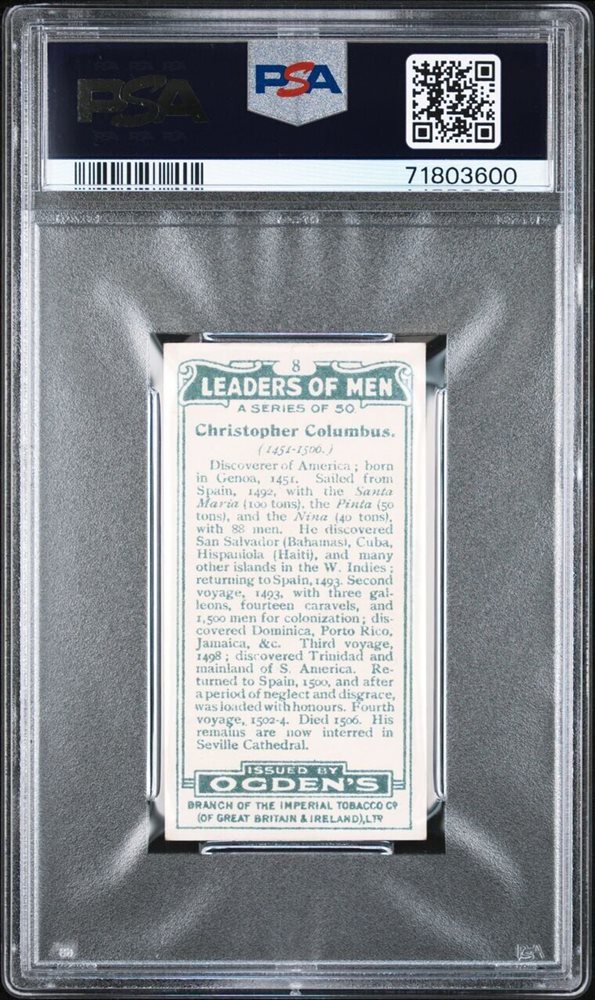 PSA
PSA
71803600
8
LEADERS OF MEN
A SERIES OF 50
Christopher Columbus.
(1451-1506.)
Discoverer of America; born
in Genoa, 1451. Sailed from
Spain, 1492, with the Santa
Maria (100 tons), the Pinta (50
tons), and the Nina (40 tons),
with 88 men. He discovered
San Salvador (Bahamas), Cuba,
Hispaniola (Haiti), and many
other islands in the W. Indies;
returning to Spain, 1493. Second
voyage, 1493, with three gal-
leons, fourteen caravels, and
1,500 men for colonization; dis-
covered Dominica, Porto Rico,
Jamaica, &c. Third voyage,
1498; discovered Trinidad and
mainland of S. America. Re-
turned to Spain, 1500, and after
a period of neglect and disgrace,
was loaded with honours. Fourth
voyage, 1502-4. Died 1506. His
remains are now interred in
Seville Cathedral.
ISSUED BY
OGDEN'S
BRANCH OF THE IMPERIAL TOBACCO Co
(OF GREAT BRITAIN & IRELAND), LTD